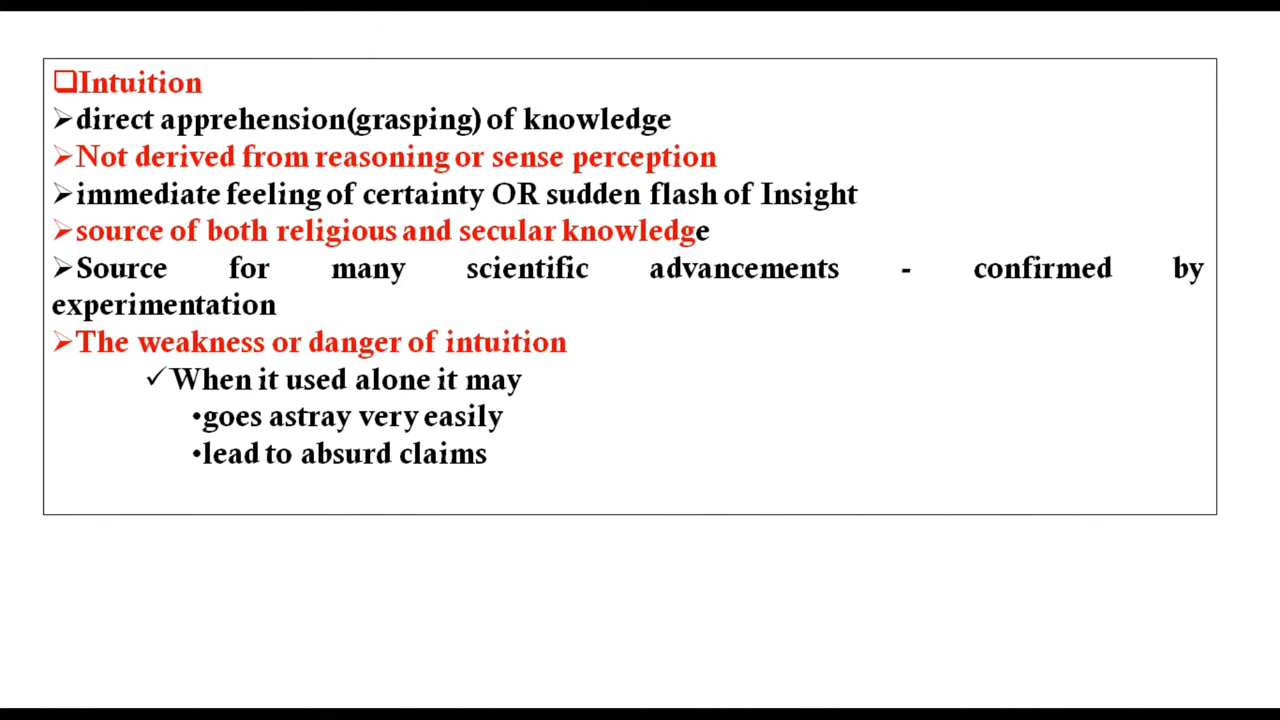 ❑Intuition
➢direct apprehension(grasping) of knowledge
➢Not derived from reasoning or sense perception
➢immediate feeling of certainty OR sudden flash of Insight
➢source of both religious and secular knowledge
➢Source for many scientific advancements - confirmed by
experimentation
➢The weakness or danger of intuition
✓When it used alone it may
•goes astray very easily
•lead to absurd claims